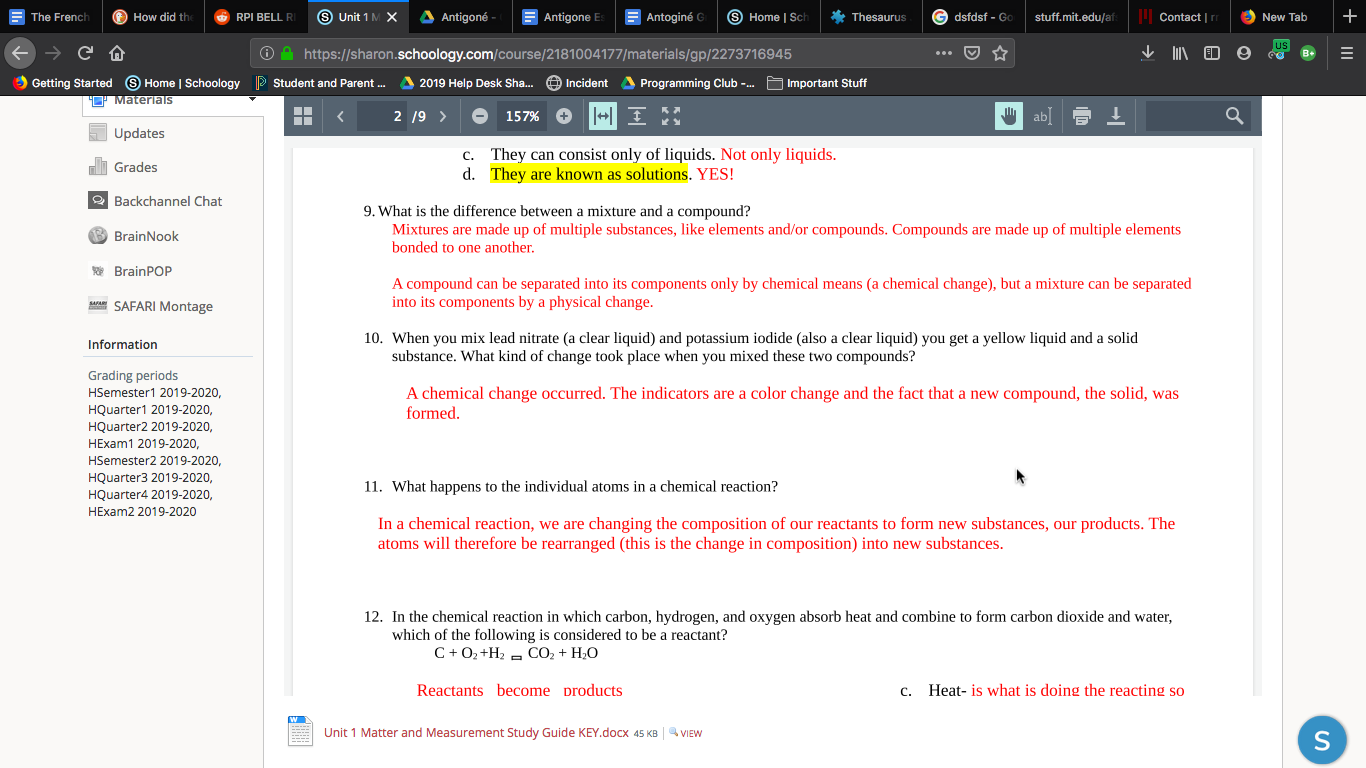 The French
How did the
RPI BELL R
Unit 1 M
Antigoné -
Antigone Es
Antoginé G
Home | Sch
Thesaurus
dsfdsf - Go
stuff.mit.edu/af
Contact | r
New Tab
https://sharon.schoology.com/course/2181004177/materials/gp/2273716945
US
B+
Getting Started
Home | Schoology
Student and Parent ...
2019 Help Desk Sha...
Incident
Programming Club -...
Important Stuff
Materials
Updates
Grades
Backchannel Chat
BrainNook
BrainPOP
SAFARI Montage
Information
Grading periods
HSemester1 2019-2020,
HQuarter1 2019-2020,
HQuarter2 2019-2020,
HExam1 2019-2020,
HSemester2 2019-2020,
HQuarter3 2019-2020,
HQuarter4 2019-2020,
HExam2 2019-2020
2 /9
157%
ab
c. They can consist only of liquids. Not only liquids.
d. They are known as solutions. YES!
9. What is the difference between a mixture and a compound?
Mixtures are made up of multiple substances, like elements and/or compounds. Compounds are made up of multiple elements
bonded to one another.
A compound can be separated into its components only by chemical means (a chemical change), but a mixture can be separated
into its components by a physical change.
10. When you mix lead nitrate (a clear liquid) and potassium iodide (also a clear liquid) you get a yellow liquid and a solid
substance. What kind of change took place when you mixed these two compounds?
A chemical change occurred. The indicators are a color change and the fact that a new compound, the solid, was
formed.
11. What happens to the individual atoms in a chemical reaction?
In a chemical reaction, we are changing the composition of our reactants to form new substances, our products. The
atoms will therefore be rearranged (this is the change in composition) into new substances.
12. In the chemical reaction in which carbon, hydrogen, and oxygen absorb heat and combine to form carbon dioxide and water,
which of the following is considered to be a reactant?
C + O₂ +H₂ ▭ CO₂ + H₂O
Reactants become products
c. Heat- is what is doing the reacting so
Unit 1 Matter and Measurement Study Guide KEY.docx 45 KB VIEW
S